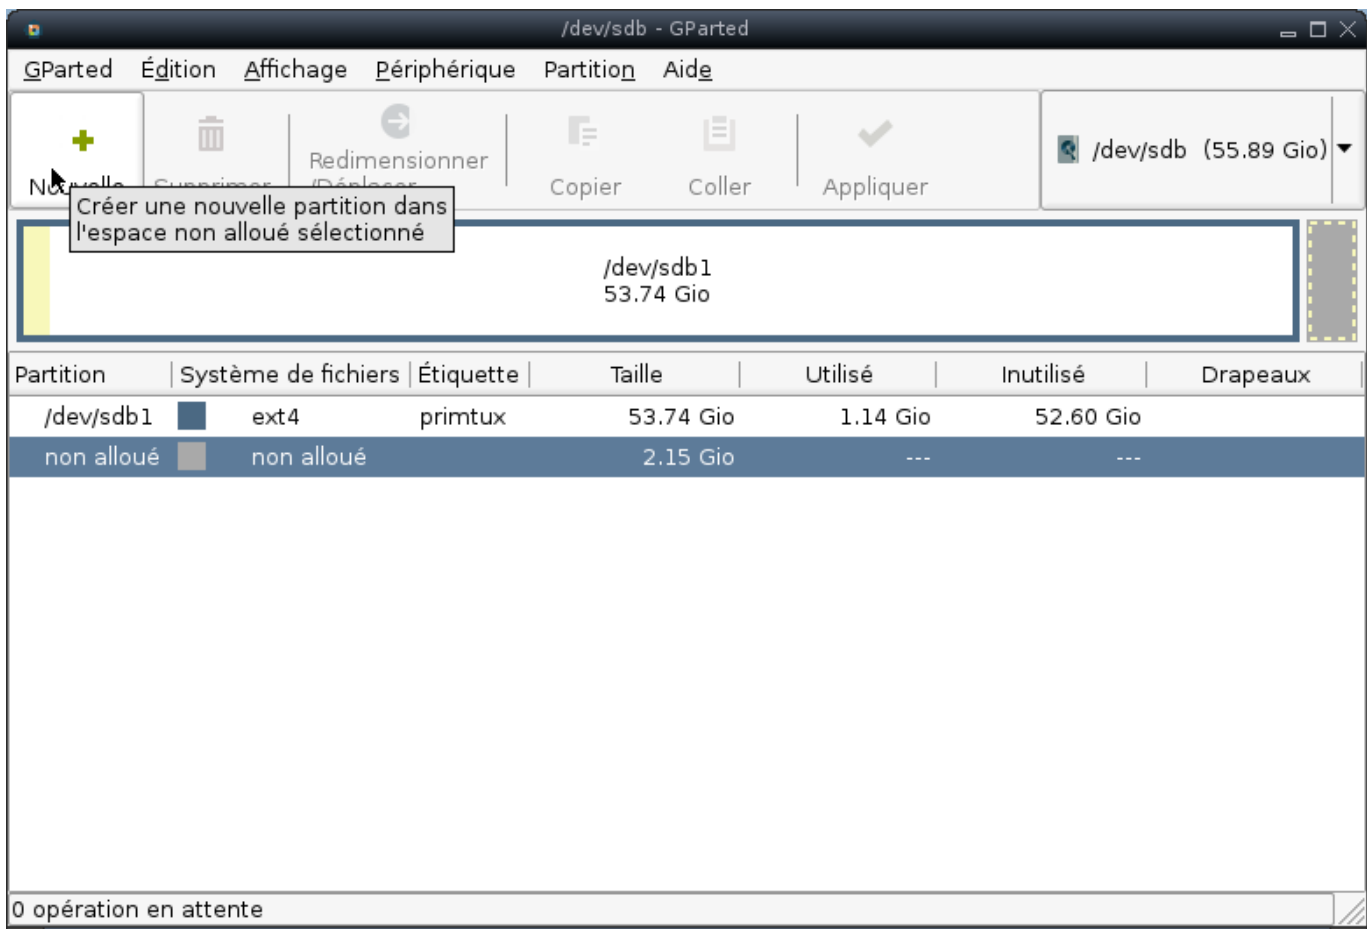 /dev/sdb - GParted
GParted Édition Affichage Périphérique Partition Aide
Redimensionner
Copier Coller Appliquer
/dev/sdb (55.89 Gio)
Créer une nouvelle partition dans
l'espace non alloué sélectionné
/dev/sdb1
53.74 Gio
Partition Système de fichiers Étiquette Taille Utilisé Inutilisé Drapeaux
/dev/sdb1 ext4 primtux 53.74 Gio 1.14 Gio 52.60 Gio
non alloué non alloué 2.15 Gio --- ---
0 opération en attente